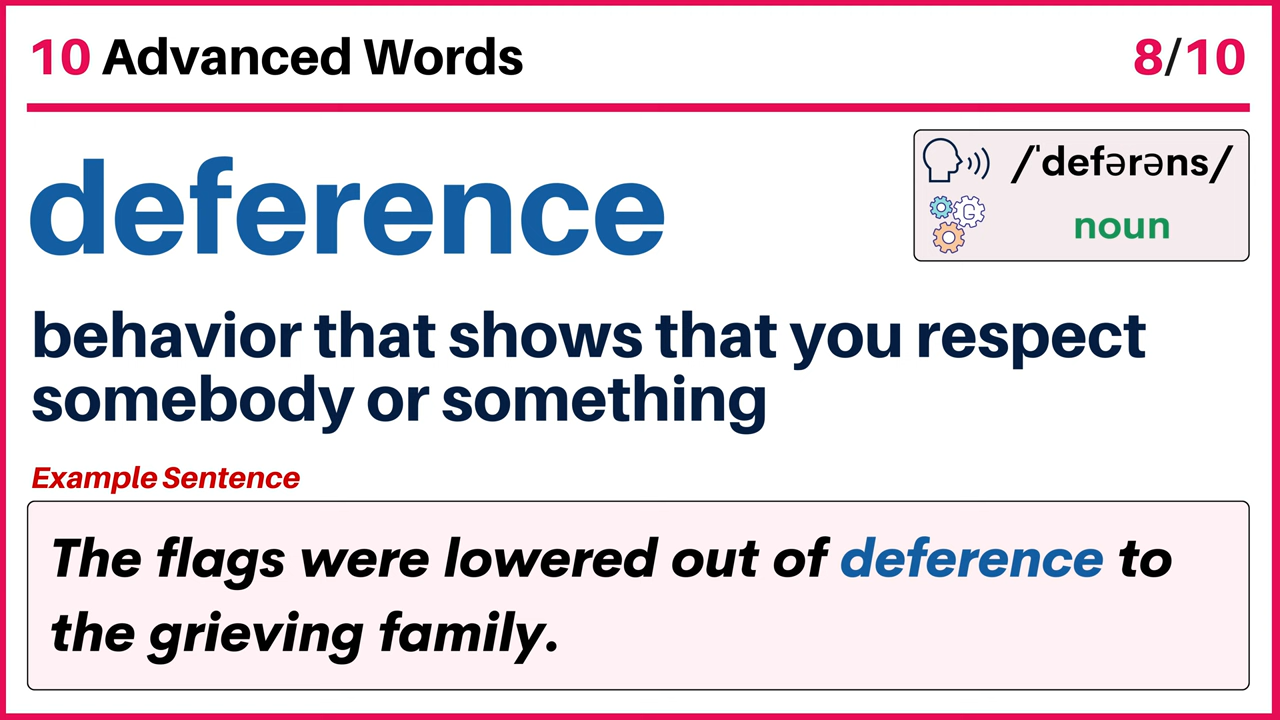 10 Advanced Words
8/10
deference
/ˈdefərəns/
G
noun
behavior that shows that you respect
somebody or something
Example Sentence
The flags were lowered out of deference to
the grieving family.